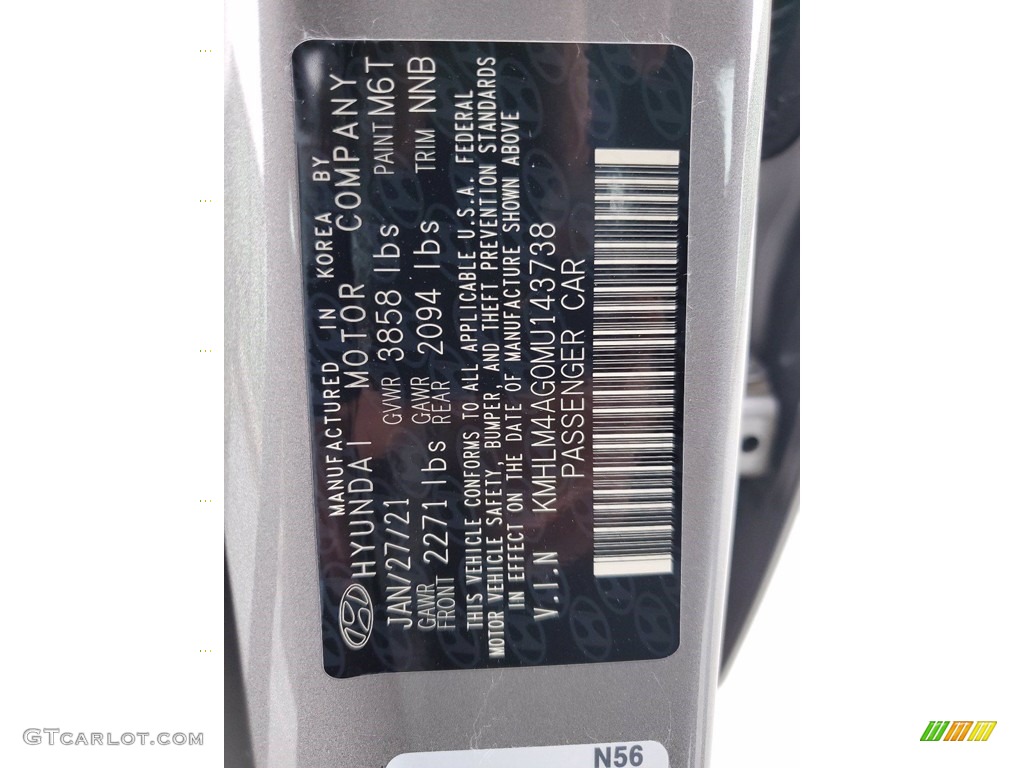 MANUFACTURED IN KOREA BY
HYUNDAI MOTOR COMPANY
JAN/27/21 GVWR 3858 lbs PAINT M6T
GAWR FRONT 2271 lbs GAWR REAR 2094 lbs TRIM NNB
THIS VEHICLE CONFORMS TO ALL APPLICABLE U.S.A. FEDERAL
MOTOR VEHICLE SAFETY, BUMPER, AND THEFT PREVENTION STANDARDS
IN EFFECT ON THE DATE OF MANUFACTURE SHOWN ABOVE
V.I.N KMHLM4AG0MU143738
PASSENGER CAR
N56
GTCARLOT.COM